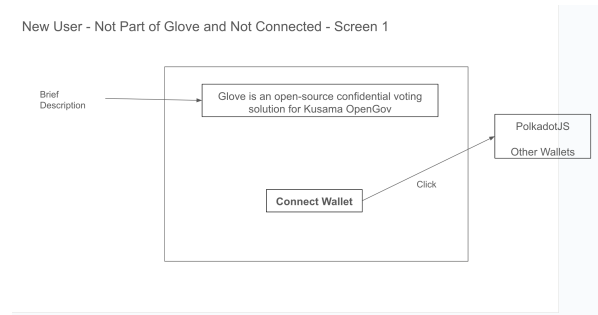 New User - Not Part of Glove and Not Connected - Screen 1
Brief
Description
Glove is an open-source confidential voting
solution for Kusama OpenGov
PolkadotJS
Other Wallets
Click
Connect Wallet